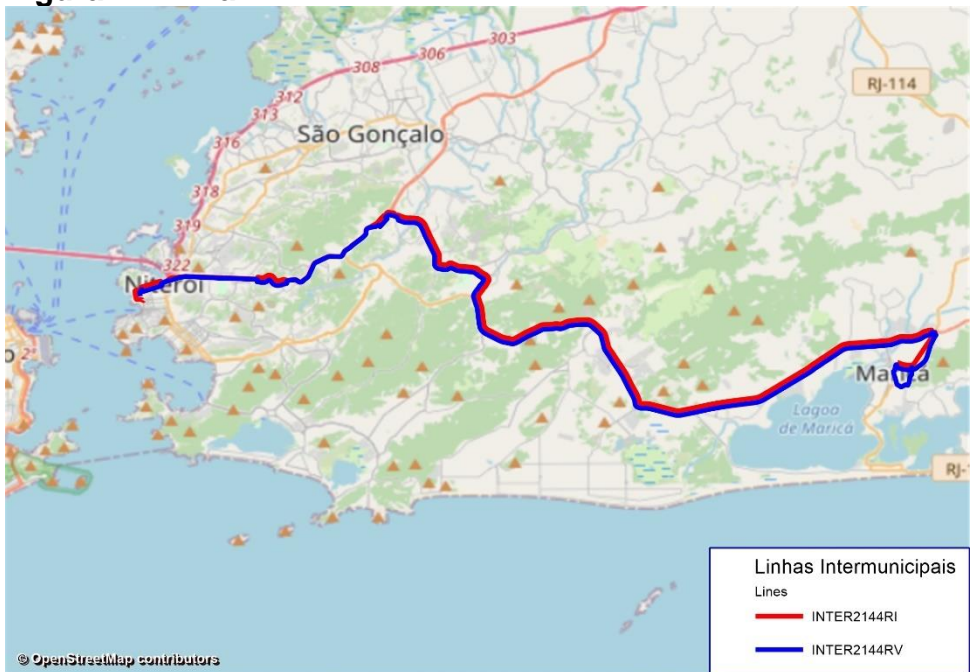 303
306
308
312
313
RJ-114
São Gonçalo
316
318
319
322
Niterói
Maricá
Lagoa
de Maricá
RJ-
Linhas Intermunicipais
Lines
INTER2144RI
INTER2144RV
© OpenStreetMap contributors